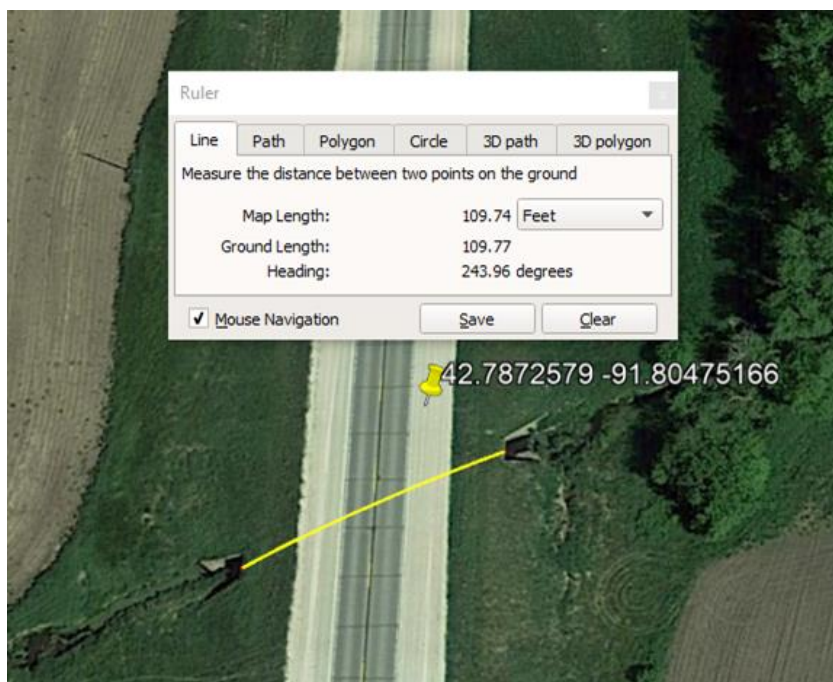 Ruler
Line Path Polygon Circle 3D path 3D polygon
Measure the distance between two points on the ground
Map Length: 109.74 Feet
Ground Length: 109.77
Heading: 243.96 degrees
Mouse Navigation Save Clear
42.7872579 -91.80475166